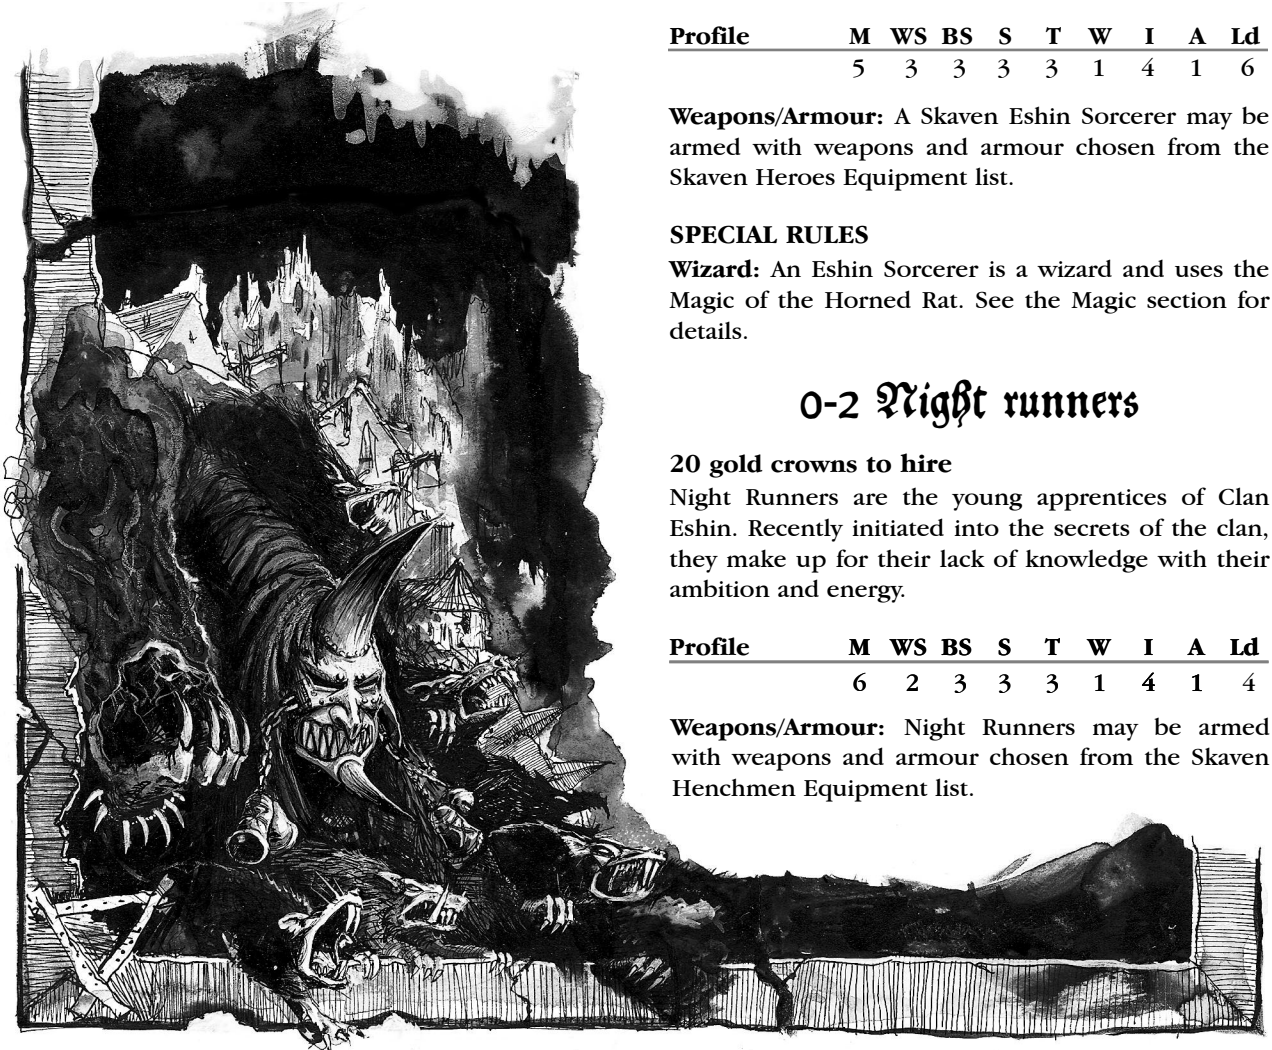 Profile M WS BS S T W I A Ld
5 3 3 3 3 1 4 1 6
Weapons/Armour: A Skaven Eshin Sorcerer may be
armed with weapons and armour chosen from the
Skaven Heroes Equipment list.
SPECIAL RULES
Wizard: An Eshin Sorcerer is a wizard and uses the
Magic of the Horned Rat. See the Magic section for
details.
0-2 Night runners
20 gold crowns to hire
Night Runners are the young apprentices of Clan
Eshin. Recently initiated into the secrets of the clan,
they make up for their lack of knowledge with their
ambition and energy.
Profile M WS BS S T W I A Ld
6 2 3 3 3 1 4 1 4
Weapons/Armour: Night Runners may be armed
with weapons and armour chosen from the Skaven
Henchmen Equipment list.